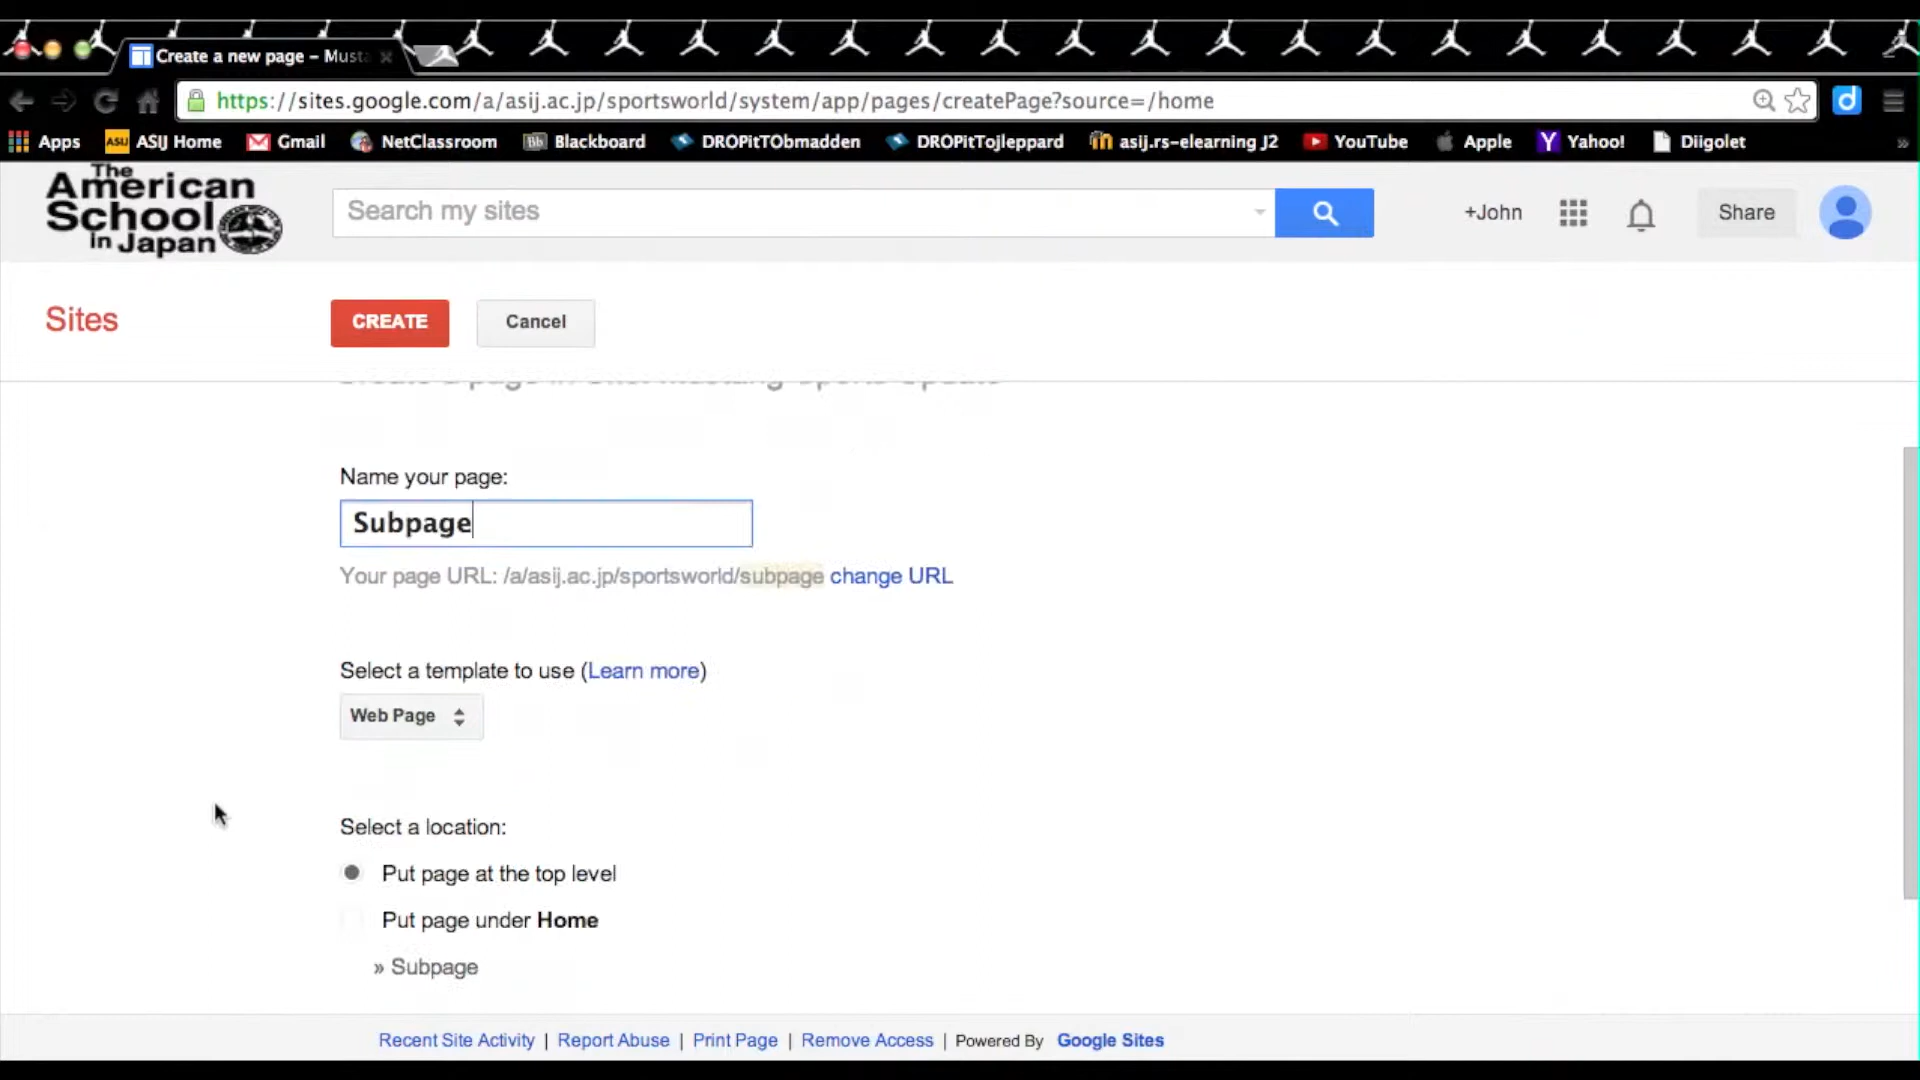 Create a new page – Musta
https://sites.google.com/a/asij.ac.jp/sportsworld/system/app/pages/createPage?source=/home
Apps ASIJ Home Gmail NetClassroom Blackboard DROPitTObmadden DROPitTojleppard asij.rs-elearning J2 YouTube Apple Yahoo! Diigolet »
The
American
School
in Japan
Search my sites
+John Share
Sites CREATE Cancel
Name your page:
Subpage
Your page URL: /a/asij.ac.jp/sportsworld/subpage change URL
Select a template to use (Learn more)
Web Page
Select a location:
Put page at the top level
Put page under Home
» Subpage
Recent Site Activity | Report Abuse | Print Page | Remove Access | Powered By Google Sites